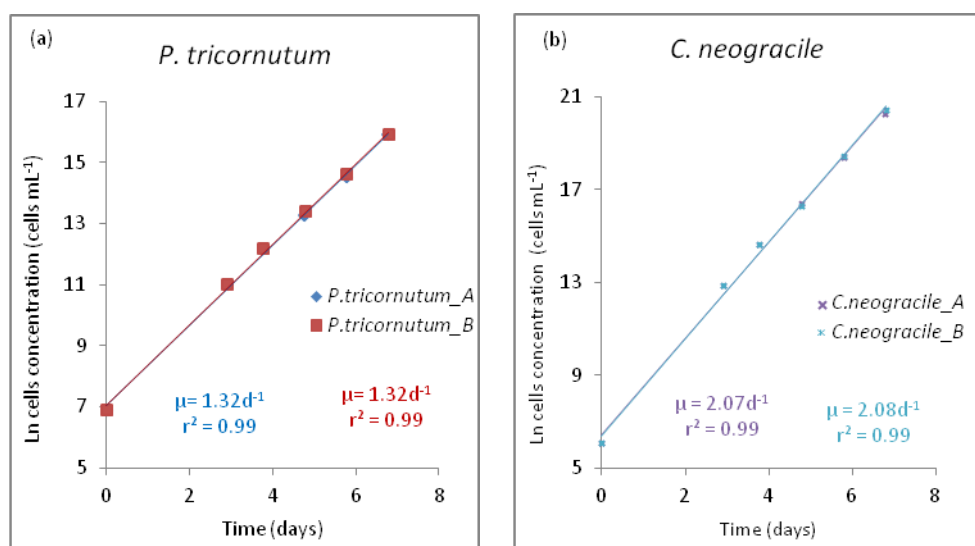 (a)
P. tricornutum
17
15
13
11
9
7
5
0
2
4
6
8
Ln cells concentration (cells mL⁻¹)
Time (days)
P.tricornutum_A
P.tricornutum_B
μ= 1.32d⁻¹
r² = 0.99
μ= 1.32d⁻¹
r² = 0.99
(b)
C. neogracile
21
17
13
9
5
0
2
4
6
8
Ln cells concentration (cells mL⁻¹)
Time (days)
C.neogracile_A
C.neogracile_B
μ = 2.07d⁻¹
r² = 0.99
μ = 2.08d⁻¹
r² = 0.99